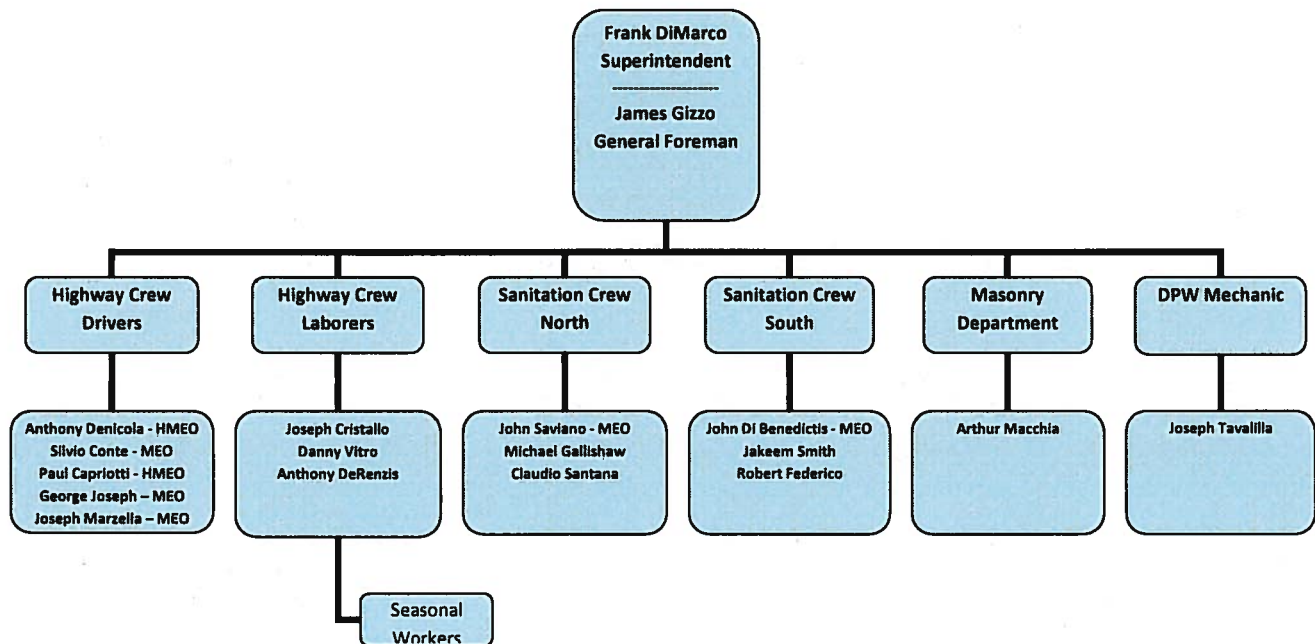 Frank DiMarco
Superintendent
--------------------
James Gizzo
General Foreman
Highway Crew
Drivers
Highway Crew
Laborers
Sanitation Crew
North
Sanitation Crew
South
Masonry
Department
DPW Mechanic
Anthony Denicola - HMEO
Silvio Conte - MEO
Paul Capriotti - HMEO
George Joseph – MEO
Joseph Marzella – MEO
Joseph Cristallo
Danny Vitro
Anthony DeRenzis
John Saviano - MEO
Michael Gallishaw
Claudio Santana
John Di Benedictis - MEO
Jakeem Smith
Robert Federico
Arthur Macchia
Joseph Tavalilla
Seasonal
Workers